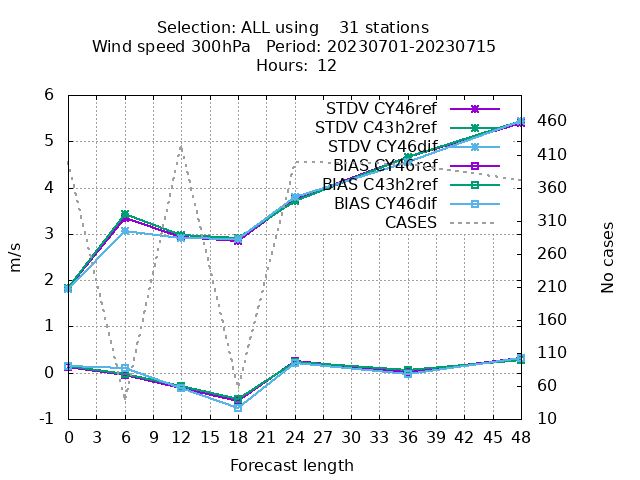 Selection: ALL using    31 stations
Wind speed 300hPa   Period: 20230701-20230715
Hours: 12
STDV CY46ref
STDV C43h2ref
STDV CY46dif
BIAS CY46ref
BIAS C43h2ref
BIAS CY46dif
CASES
6
5
4
3
2
1
0
-1
m/s
460
410
360
310
260
210
160
110
60
10
No cases
0 3 6 9 12 15 18 21 24 27 30 33 36 39 42 45 48
Forecast length